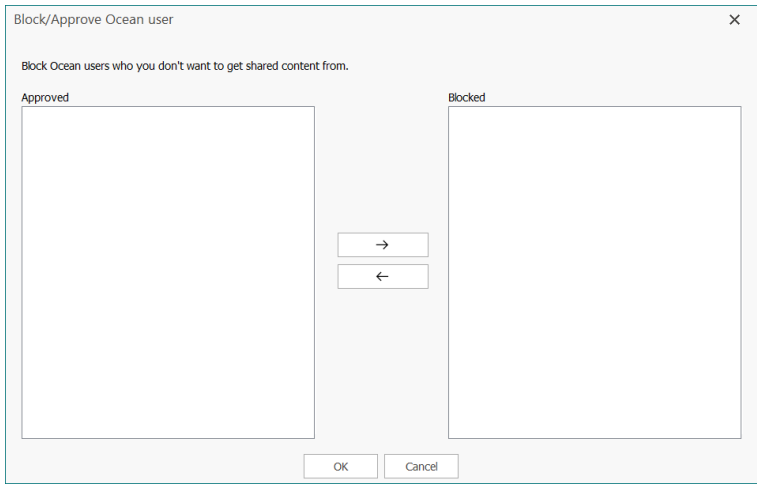 Block/Approve Ocean user
Block Ocean users who you don't want to get shared content from.
Approved
Blocked
→
←
OK
Cancel